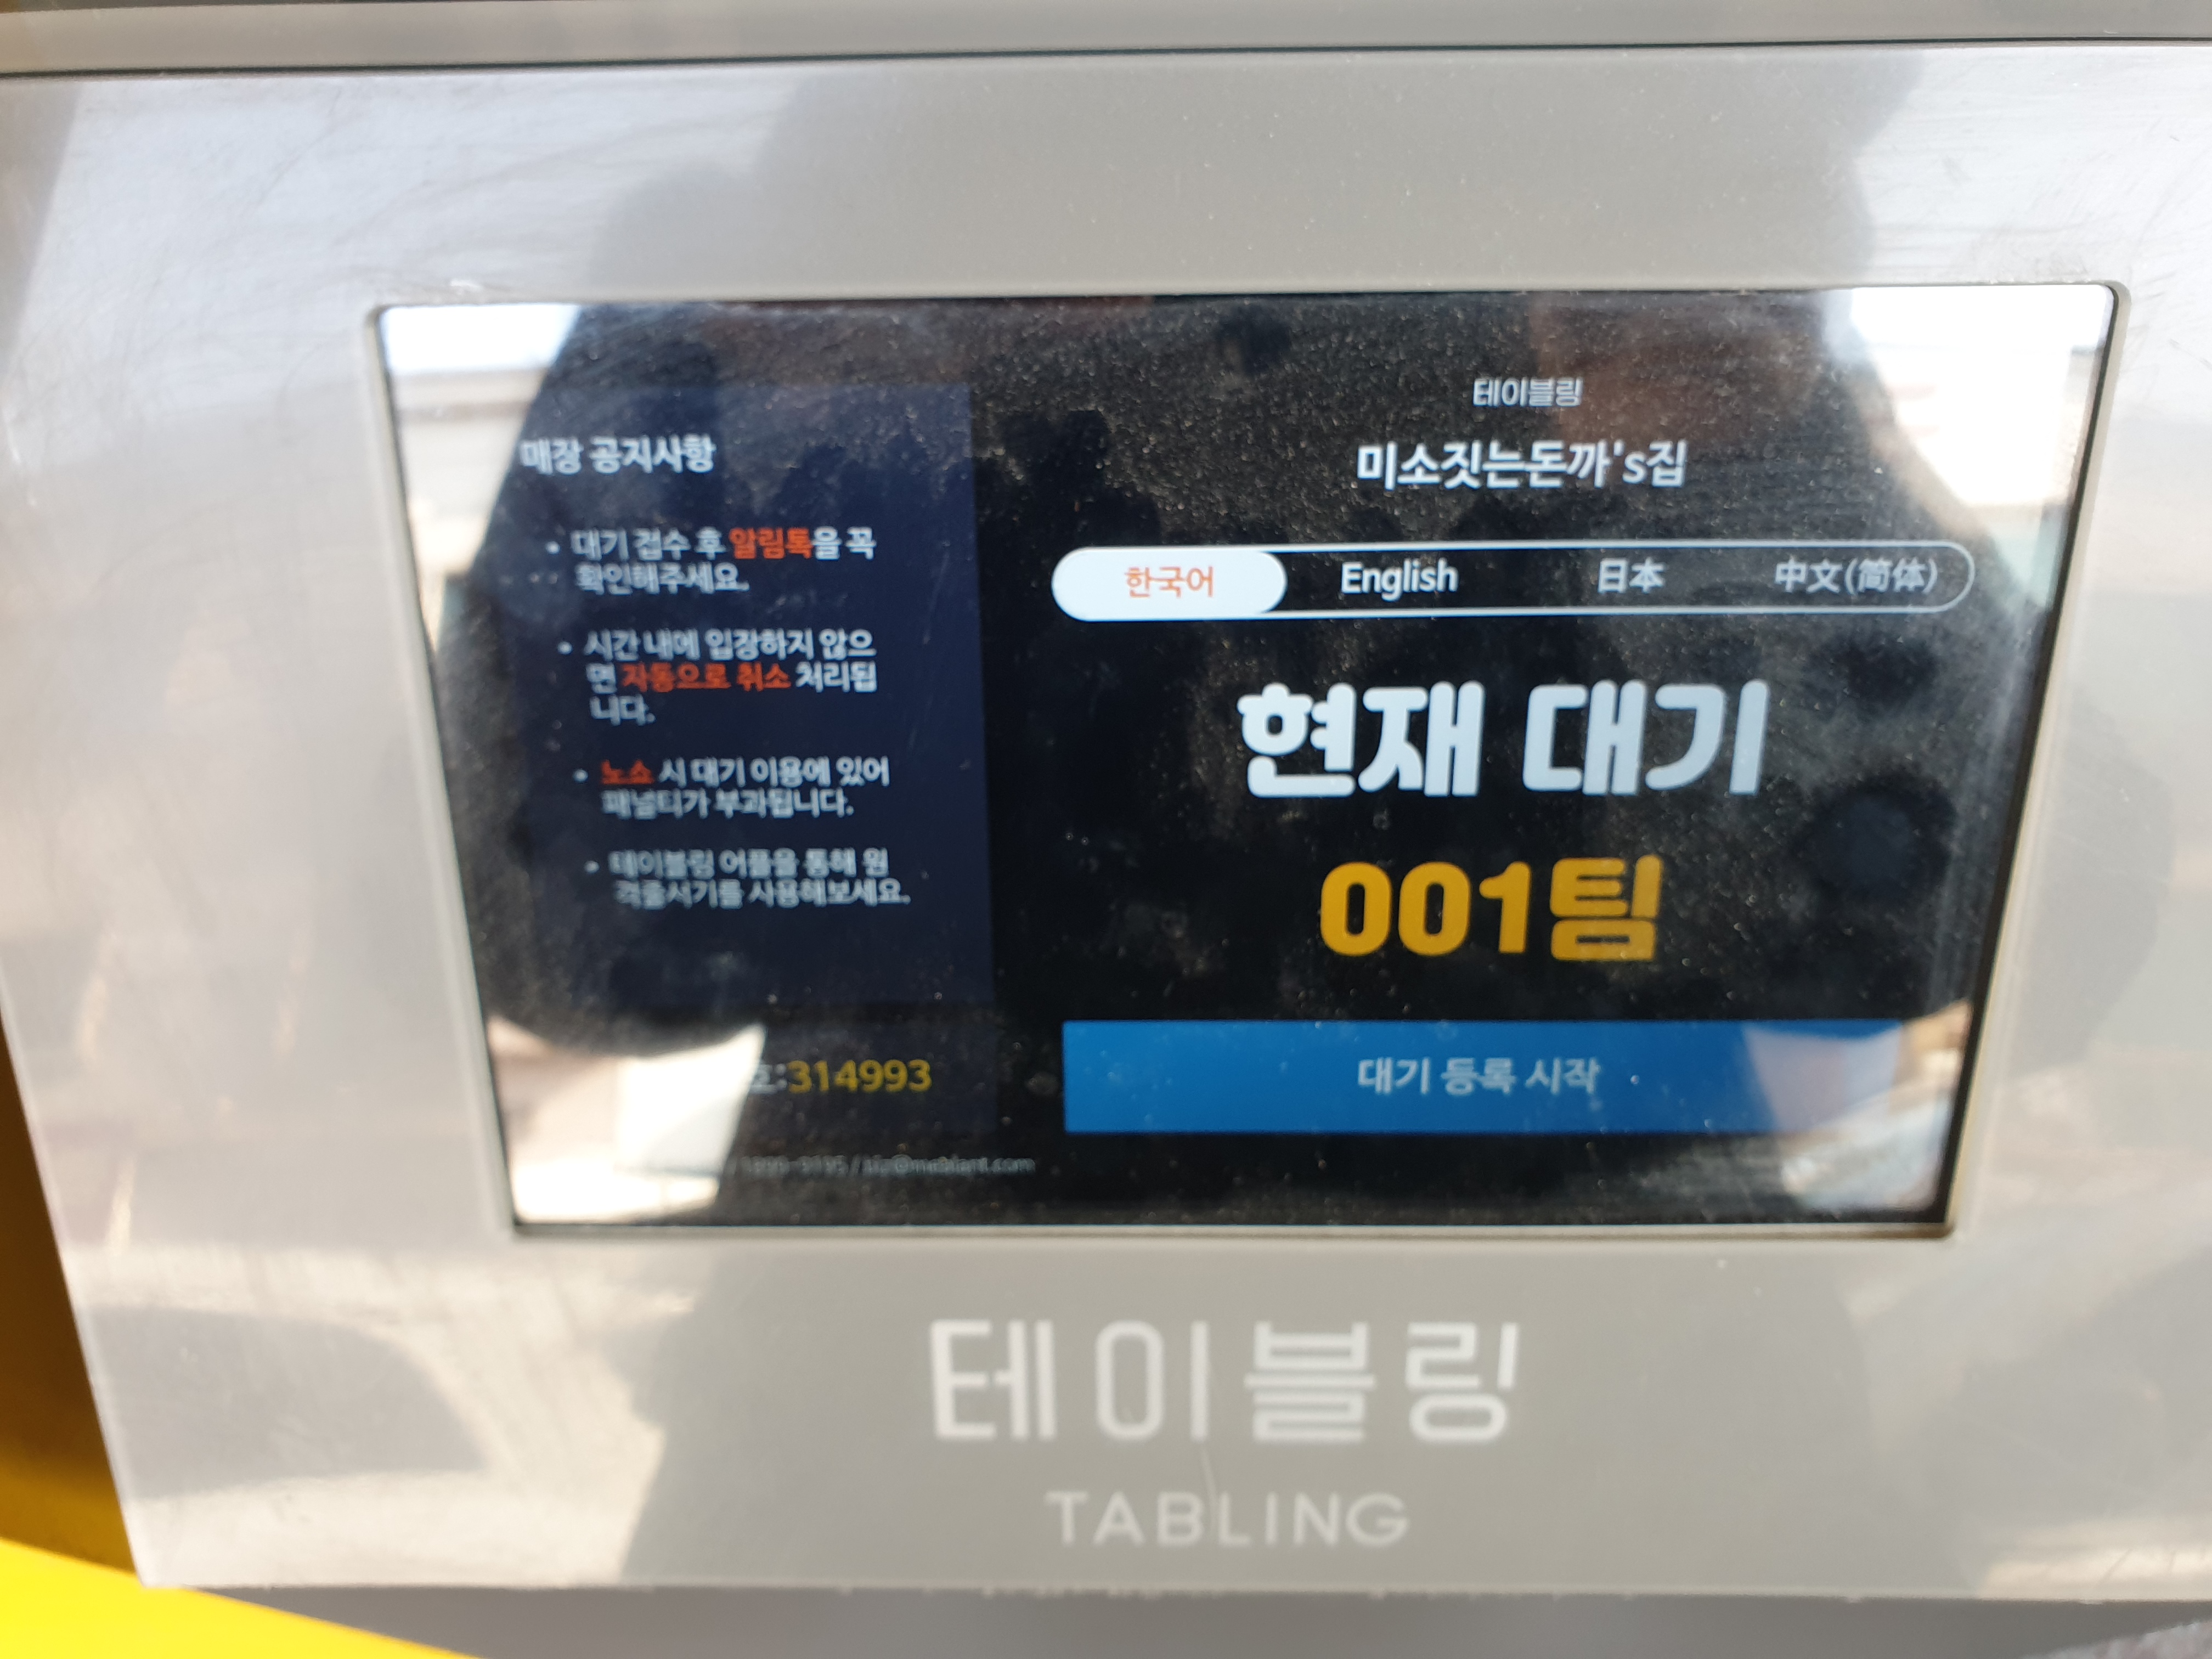 매장 공지사항
• 대기 접수 후 알림톡을 꼭
확인해주세요.
• 시간 내에 입장하지 않으
면 자동으로 취소 처리됩
니다.
• 노쇼 시 대기 이용에 있어
패널티가 부과됩니다.
• 테이블링 어플을 통해 원
격줄서기를 사용해보세요.
호:314993
테이블링
미소짓는돈까's집
한국어 English 日本 中文(简体)
현재 대기
001팀
대기 등록 시작
테이블링
TABLING